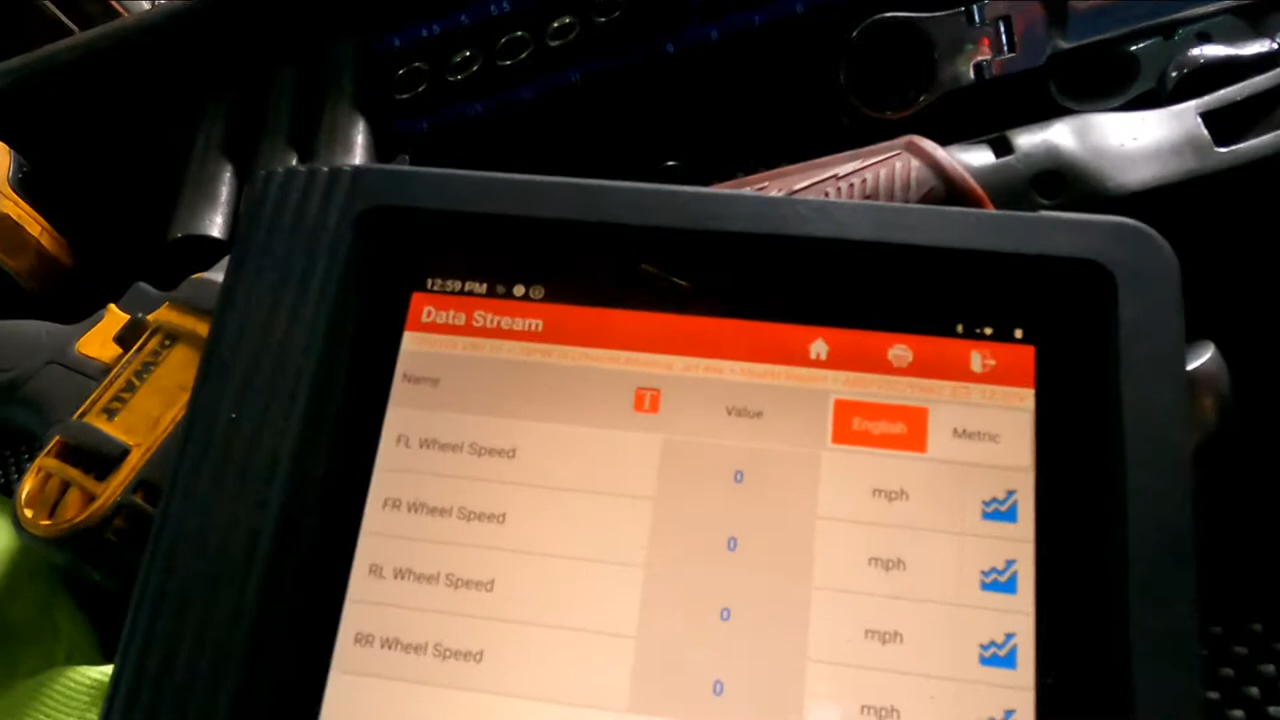 12:59 PM
Data Stream
Name T Value English Metric
FL Wheel Speed 0 mph
FR Wheel Speed 0 mph
RL Wheel Speed 0 mph
RR Wheel Speed 0 mph
DEWALT